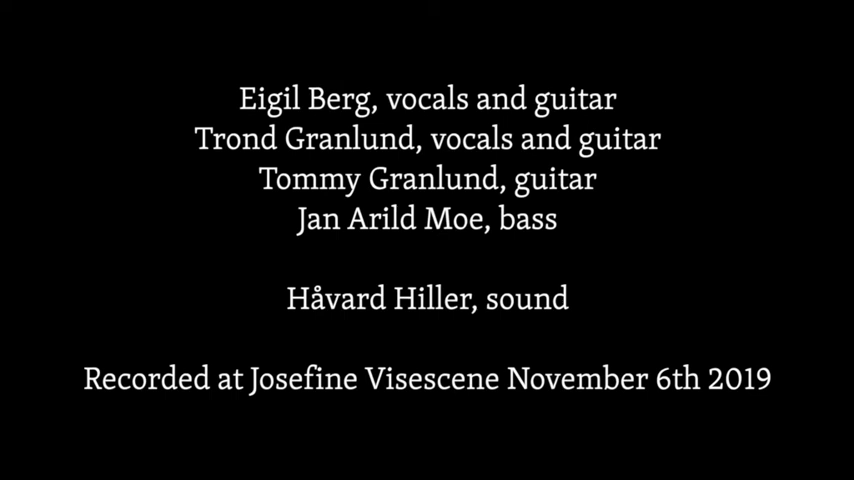 Eigil Berg, vocals and guitar
Trond Granlund, vocals and guitar
Tommy Granlund, guitar
Jan Arild Moe, bass
Håvard Hiller, sound
Recorded at Josefine Visescene November 6th 2019